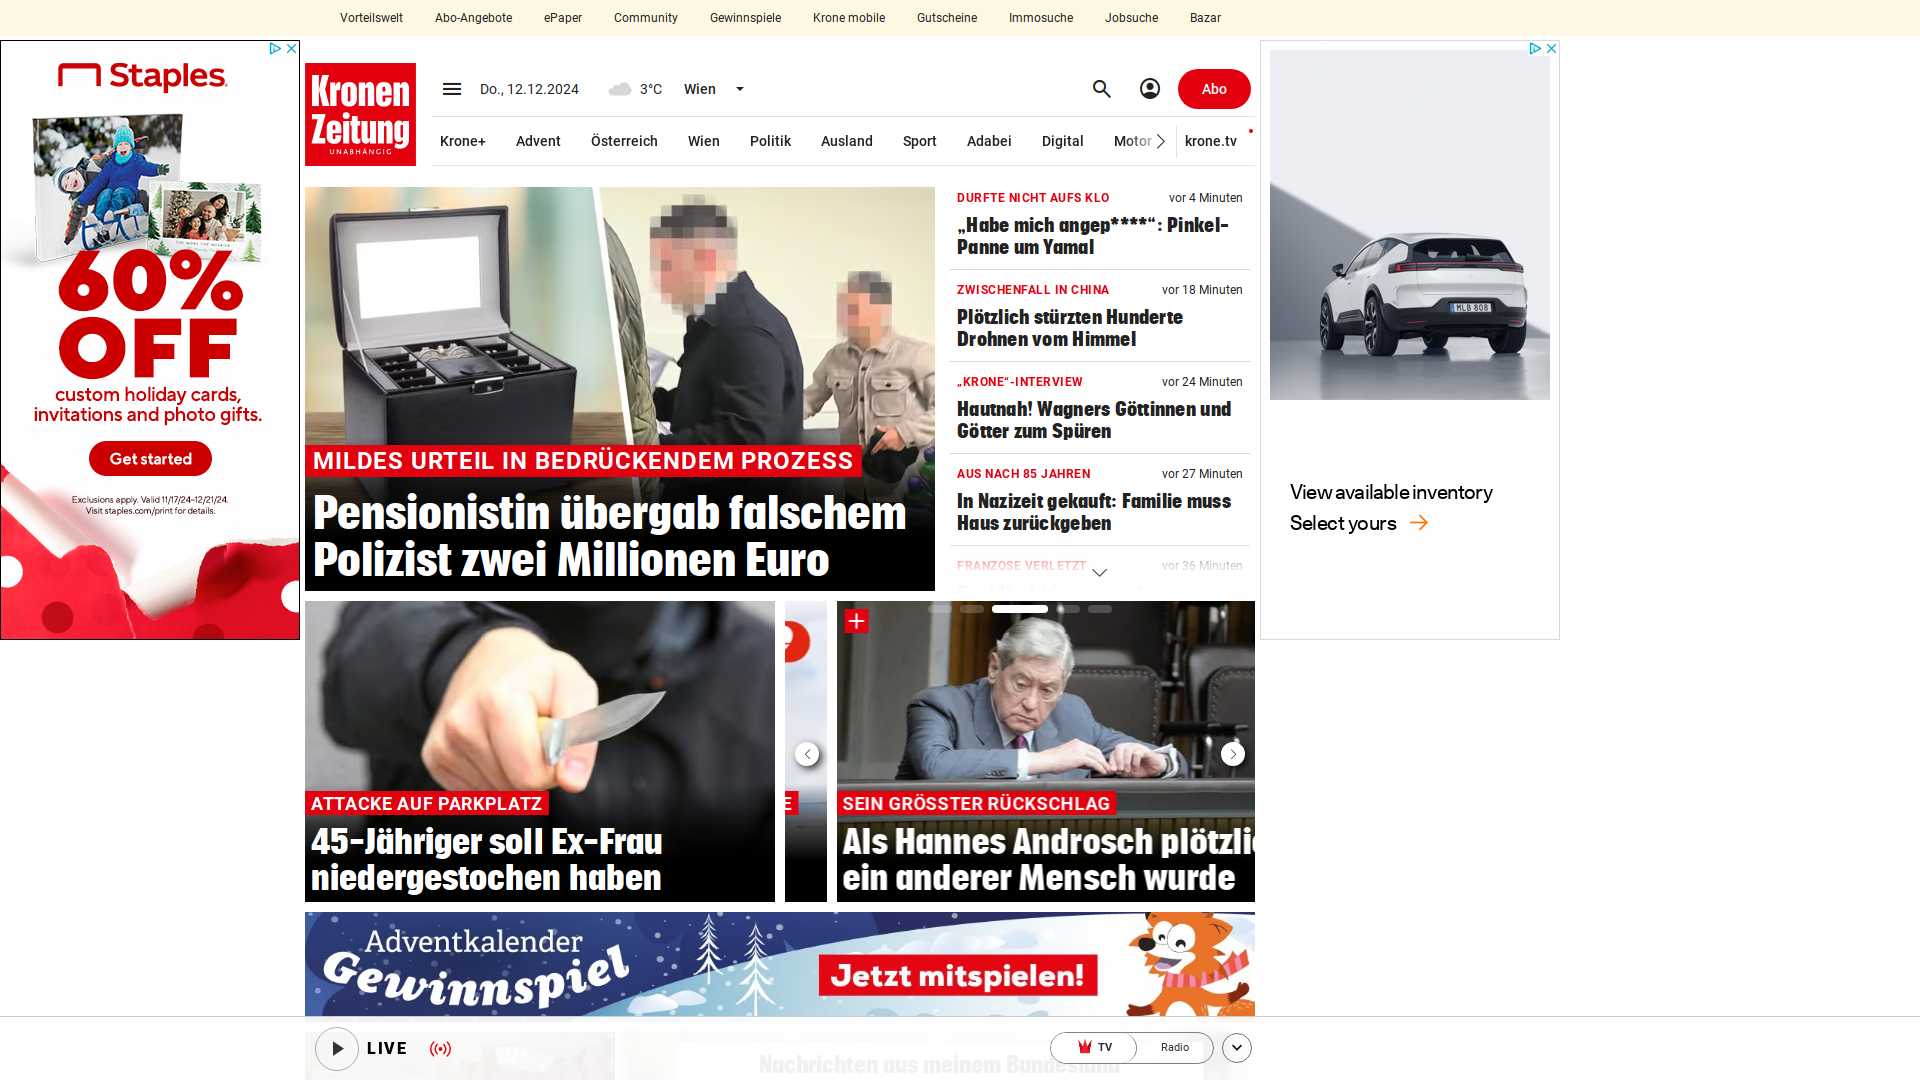 Vorteilswelt Abo-Angebote ePaper Community Gewinnspiele Krone mobile Gutscheine Immosuche Jobsuche Bazar
Staples
60%
OFF
custom holiday cards,
invitations and photo gifts.
Get started
Exclusions apply. Valid 11/17/24–12/21/24.
Visit staples.com/print for details.
Kronen
Zeitung
UNABHÄNGIG
Do., 12.12.2024 3°C Wien
Abo
Krone+ Advent Österreich Wien Politik Ausland Sport Adabei Digital Motor krone.tv
MILDES URTEIL IN BEDRÜCKENDEM PROZESS
Pensionistin übergab falschem
Polizist zwei Millionen Euro
DURFTE NICHT AUFS KLO vor 4 Minuten
„Habe mich angep****“: Pinkel-
Panne um Yamal
ZWISCHENFALL IN CHINA vor 18 Minuten
Plötzlich stürzten Hunderte
Drohnen vom Himmel
„KRONE“-INTERVIEW vor 24 Minuten
Hautnah! Wagners Göttinnen und
Götter zum Spüren
AUS NACH 85 JAHREN vor 27 Minuten
In Nazizeit gekauft: Familie muss
Haus zurückgeben
FRANZOSE VERLETZT vor 36 Minuten
MLB 808
View available inventory
Select yours
ATTACKE AUF PARKPLATZ
45-Jähriger soll Ex-Frau
niedergestochen haben
E
SEIN GRÖSSTER RÜCKSCHLAG
Als Hannes Androsch plötzli
ein anderer Mensch wurde
Adventkalender
Gewinnspiel
Jetzt mitspielen!
LIVE
TV
Radio
Nachrichten aus meinem Bundesland